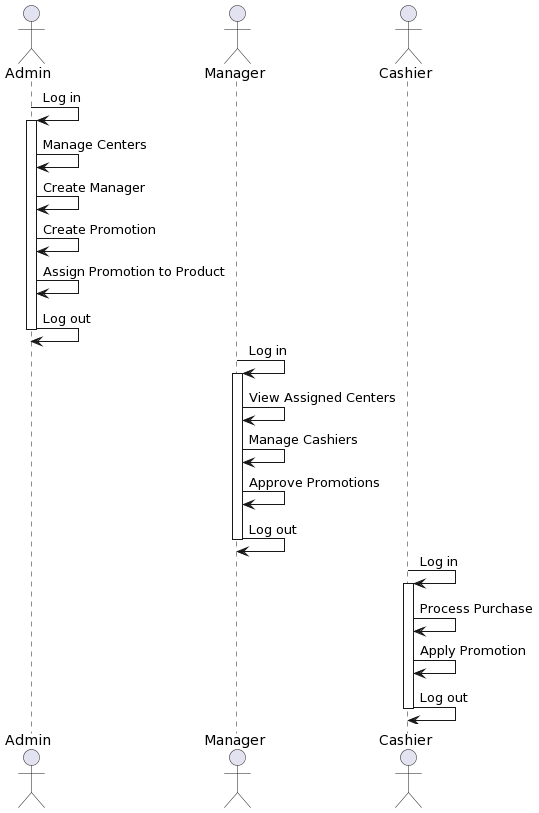 Admin
Manager
Cashier
Log in
Manage Centers
Create Manager
Create Promotion
Assign Promotion to Product
Log out
Log in
View Assigned Centers
Manage Cashiers
Approve Promotions
Log out
Log in
Process Purchase
Apply Promotion
Log out
Admin
Manager
Cashier